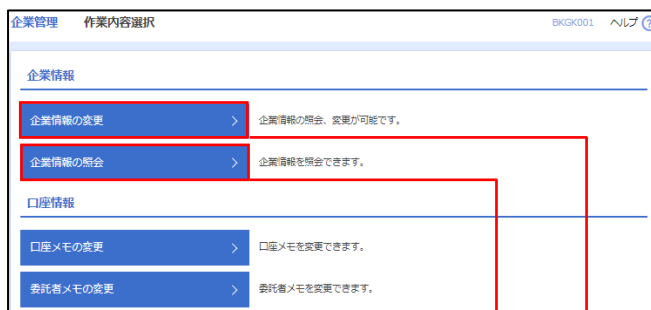 企業管理 作業内容選択 BKGK001 ヘルプ ?
企業情報
企業情報の変更 企業情報の照会、変更が可能です。
企業情報の照会 企業情報を照会できます。
口座情報
口座メモの変更 口座メモを変更できます。
委託者メモの変更 委託者メモを変更できます。